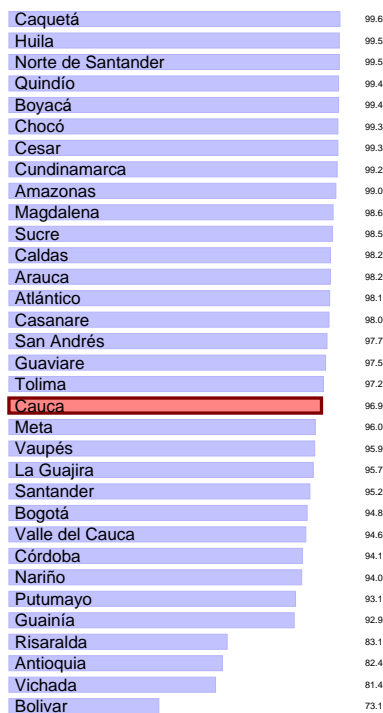 Caquetá 99.6
Huila 99.5
Norte de Santander 99.5
Quindío 99.4
Boyacá 99.4
Chocó 99.3
Cesar 99.3
Cundinamarca 99.2
Amazonas 99.0
Magdalena 98.6
Sucre 98.5
Caldas 98.2
Arauca 98.2
Atlántico 98.1
Casanare 98.0
San Andrés 97.7
Guaviare 97.5
Tolima 97.2
Cauca 96.9
Meta 96.0
Vaupés 95.9
La Guajira 95.7
Santander 95.2
Bogotá 94.8
Valle del Cauca 94.6
Córdoba 94.1
Nariño 94.0
Putumayo 93.1
Guainía 92.9
Risaralda 83.1
Antioquia 82.4
Vichada 81.4
Bolivar 73.1